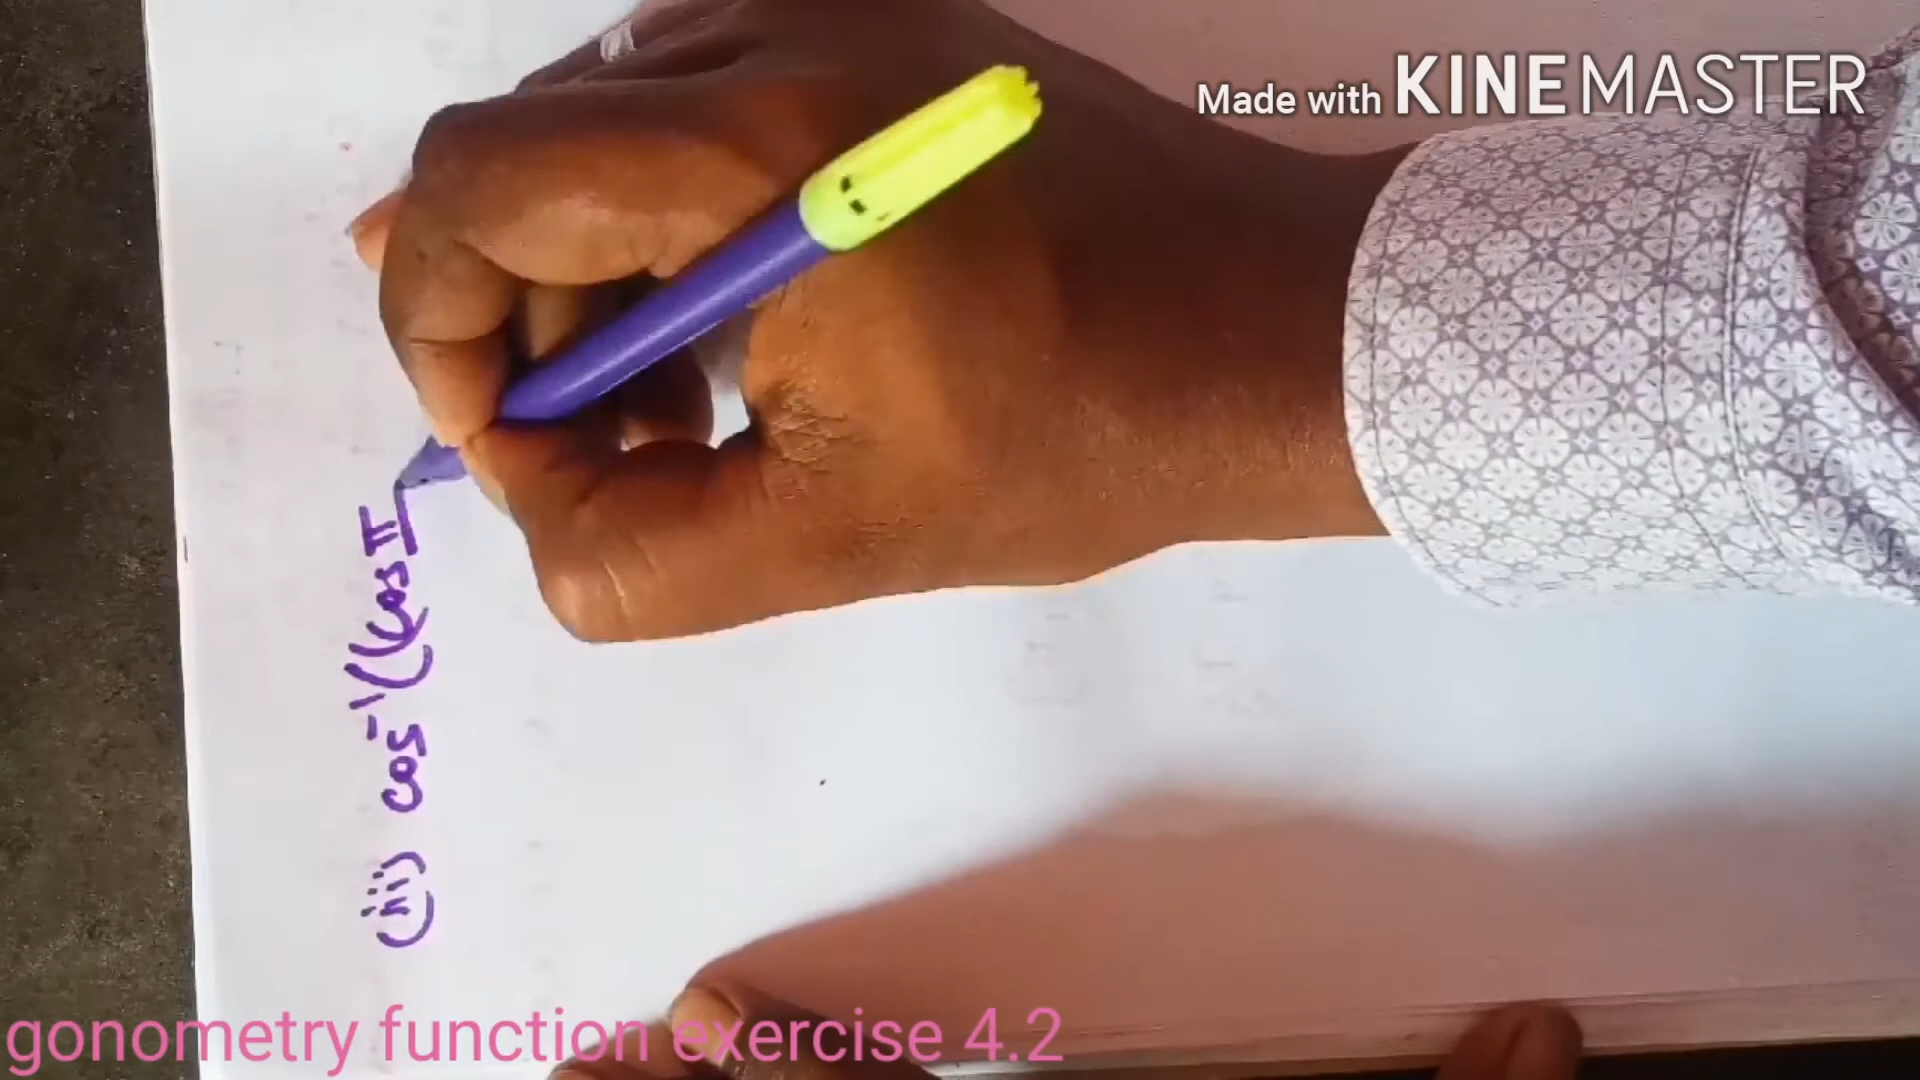 Made with KINEMASTER
(iii) cos⁻¹(cos π
gonometry function exercise 4.2